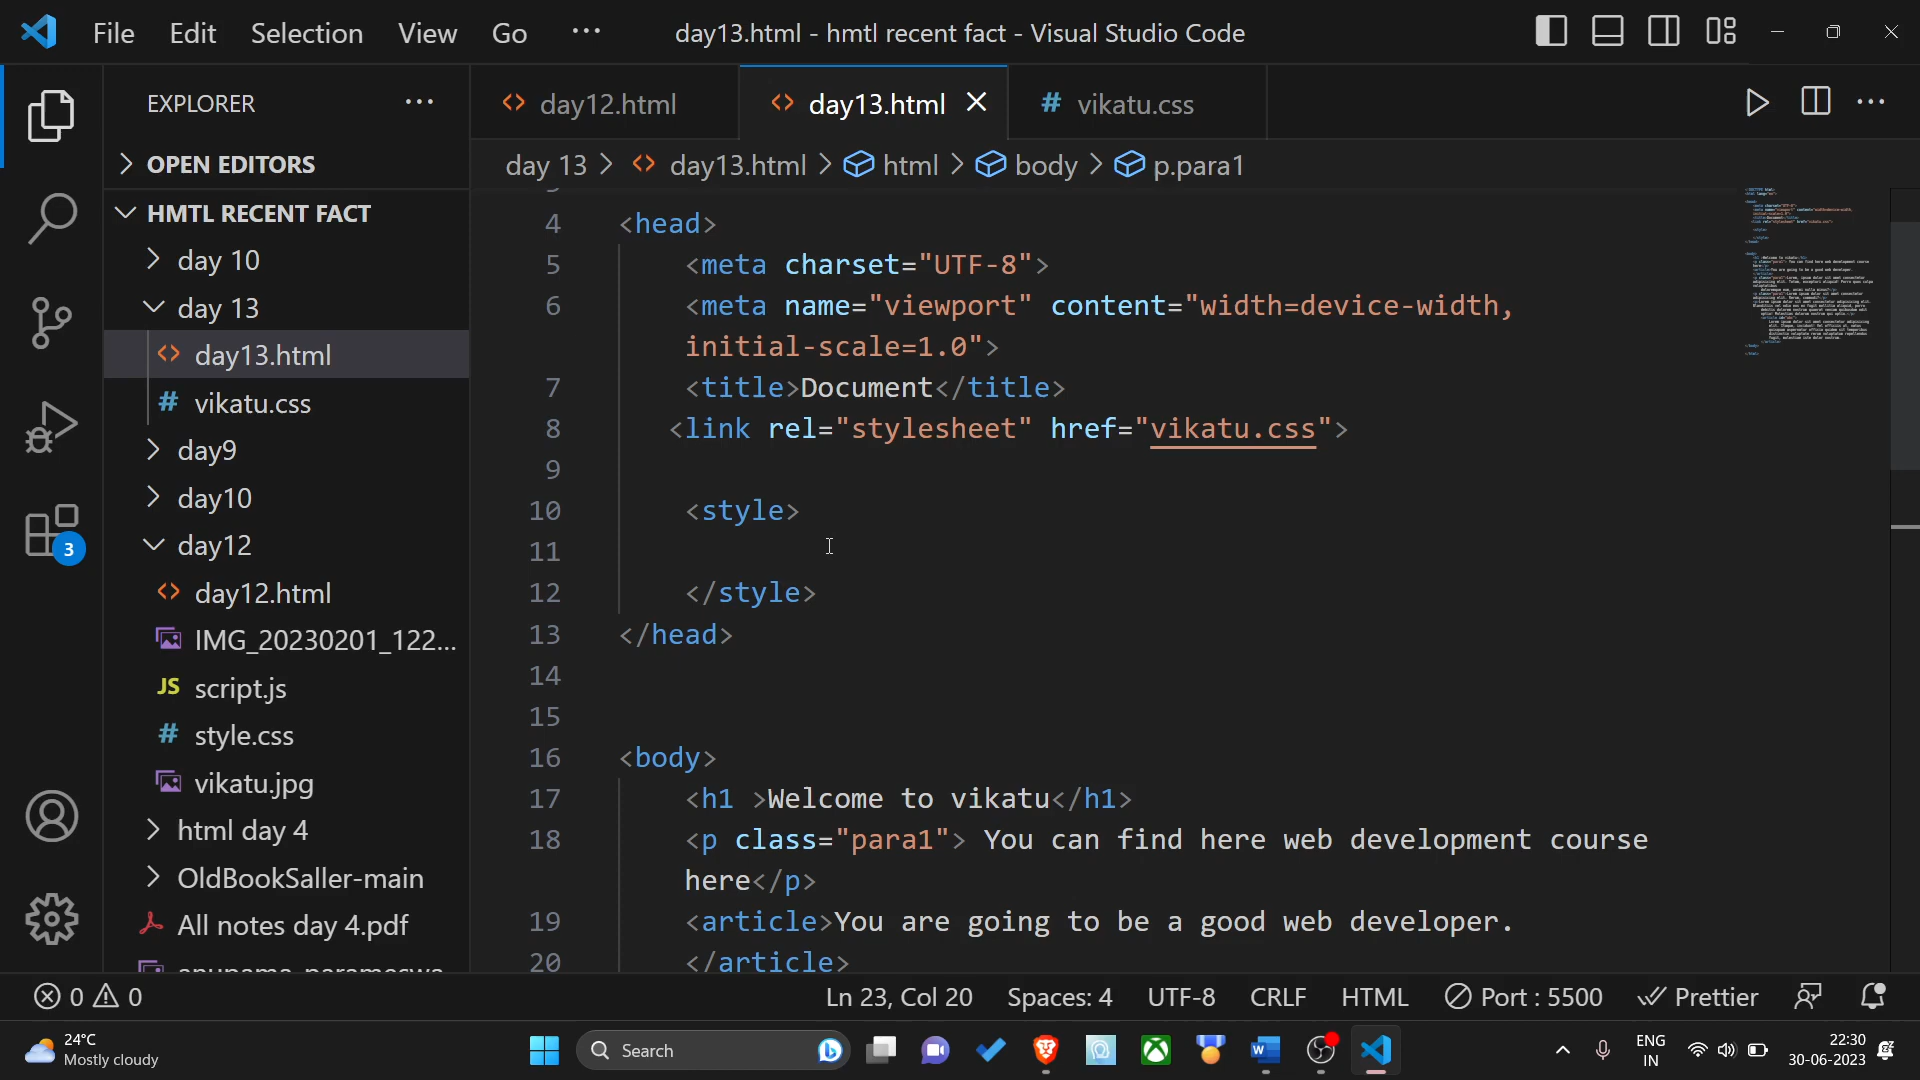 File Edit Selection View Go ··· day13.html - hmtl recent fact - Visual Studio Code
EXPLORER ···
day12.html day13.html # vikatu.css
OPEN EDITORS
day 13 > day13.html > html > body > p.para1
HMTL RECENT FACT
day 10
day 13
day13.html
# vikatu.css
day9
day10
day12
day12.html
IMG_20230201_122...
JS script.js
# style.css
vikatu.jpg
html day 4
OldBookSaller-main
All notes day 4.pdf
3
4 <head>
5 <meta charset="UTF-8">
6 <meta name="viewport" content="width=device-width,
initial-scale=1.0">
7 <title>Document</title>
8 <link rel="stylesheet" href="vikatu.css">
9
10 <style>
11
12 </style>
13 </head>
14
15
16 <body>
17 <h1 >Welcome to vikatu</h1>
18 <p class="para1"> You can find here web development course
here</p>
19 <article>You are going to be a good web developer.
20 </article>
0 0 Ln 23, Col 20 Spaces: 4 UTF-8 CRLF HTML Port : 5500 Prettier
24°C
Mostly cloudy
Search
ENG
IN
22:30
30-06-2023